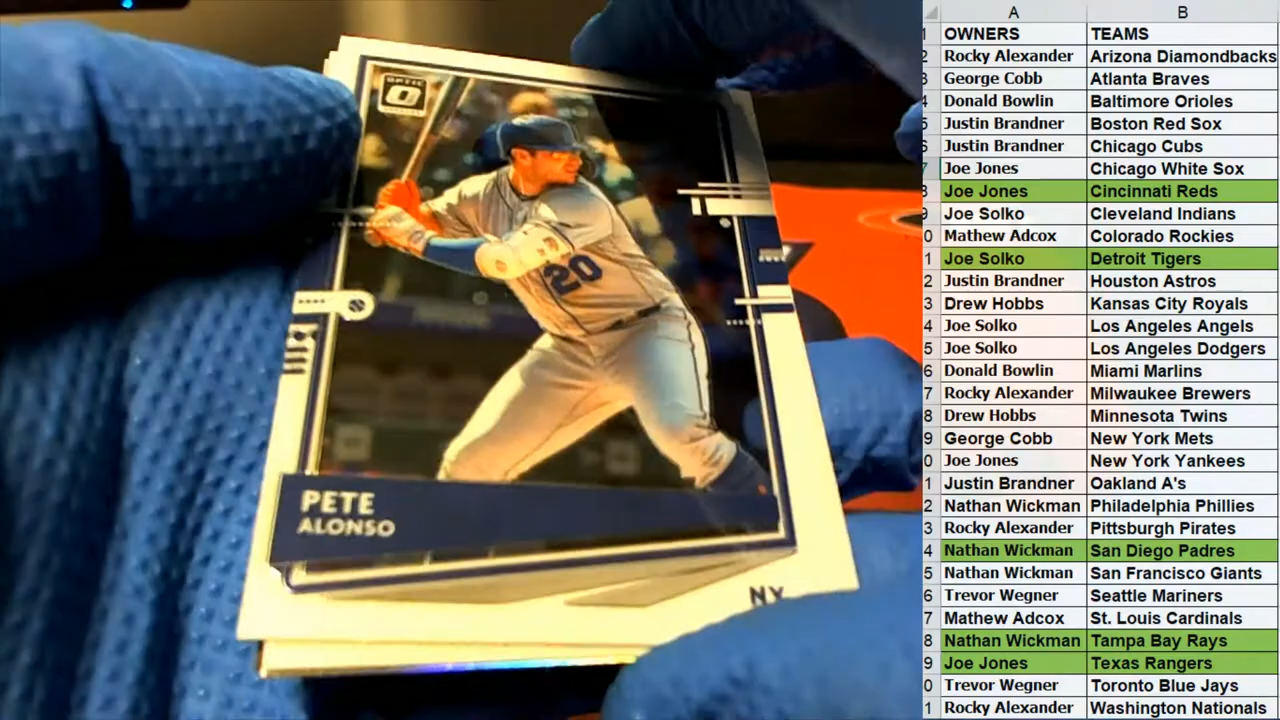 OPTIC
20
PETE
ALONSO
NY
A B
1 OWNERS TEAMS
2 Rocky Alexander Arizona Diamondbacks
3 George Cobb Atlanta Braves
4 Donald Bowlin Baltimore Orioles
5 Justin Brandner Boston Red Sox
6 Justin Brandner Chicago Cubs
7 Joe Jones Chicago White Sox
8 Joe Jones Cincinnati Reds
9 Joe Solko Cleveland Indians
0 Mathew Adcox Colorado Rockies
1 Joe Solko Detroit Tigers
2 Justin Brandner Houston Astros
3 Drew Hobbs Kansas City Royals
4 Joe Solko Los Angeles Angels
5 Joe Solko Los Angeles Dodgers
6 Donald Bowlin Miami Marlins
7 Rocky Alexander Milwaukee Brewers
8 Drew Hobbs Minnesota Twins
9 George Cobb New York Mets
0 Joe Jones New York Yankees
1 Justin Brandner Oakland A's
2 Nathan Wickman Philadelphia Phillies
3 Rocky Alexander Pittsburgh Pirates
4 Nathan Wickman San Diego Padres
5 Nathan Wickman San Francisco Giants
6 Trevor Wegner Seattle Mariners
7 Mathew Adcox St. Louis Cardinals
8 Nathan Wickman Tampa Bay Rays
9 Joe Jones Texas Rangers
0 Trevor Wegner Toronto Blue Jays
1 Rocky Alexander Washington Nationals